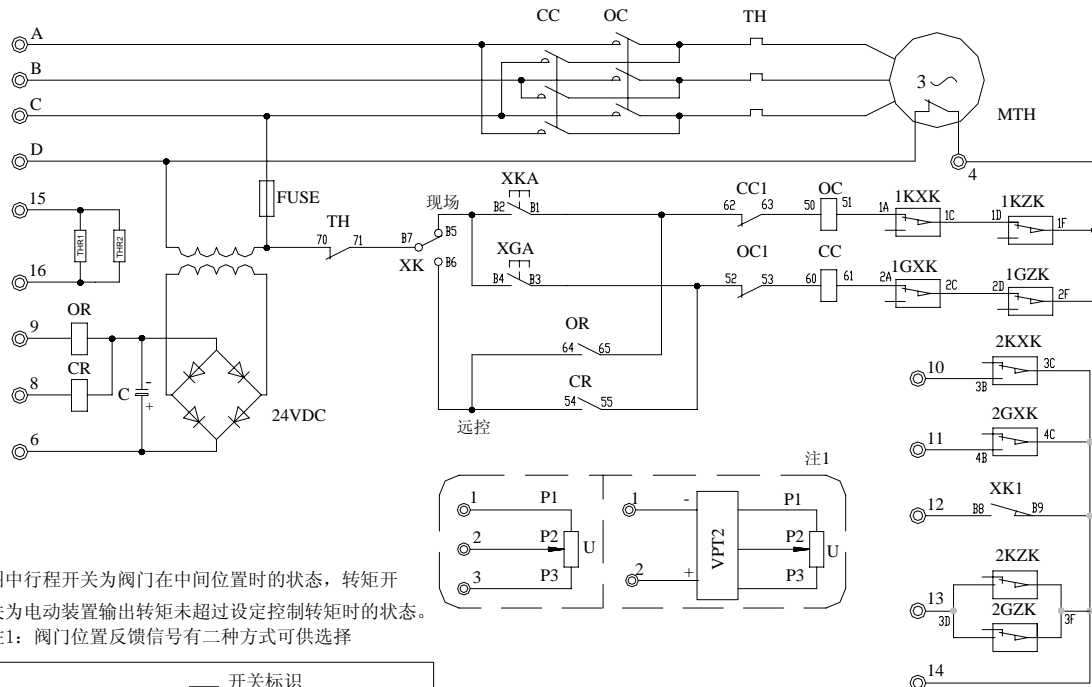 CC OC TH
A
B
C
D
3
MTH
4
15
16
THR1
THR2
FUSE
TH
70 71
现场
B7 B5
XK B6
XKA
B2 B1
XGA
B4 B3
CC1
62 63
OC
50 51
1KXK
1A 1C
1KZK
1D 1F
OC1
52 53
CC
60 61
1GXK
2A 2C
1GZK
2D 2F
OR
64 65
CR
54 55
远控
9
OR
8
CR
6
C
-
+
24VDC
10
2KXK
3B 3C
11
2GXK
4B 4C
12
XK1
B8 B9
13
2KZK
2GZK
3D 3F
14
注1
1 P1
2 P2
3 P3
U
1 - P1
VPT2 P2
2 + P3
U
中行程开关为阀门在中间位置时的状态，转矩开
为电动装置输出转矩未超过设定控制转矩时的状态。
注1：阀门位置反馈信号有二种方式可供选择
开关标识